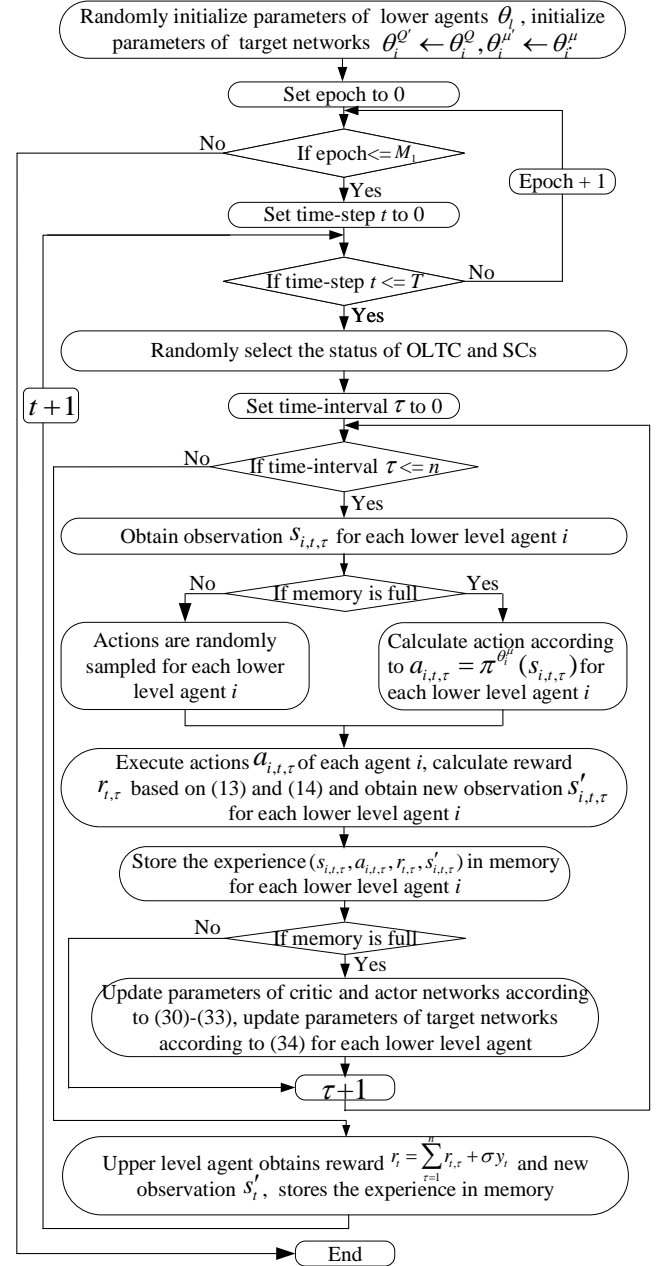 Randomly initialize parameters of lower agents θ_l , initialize
parameters of target networks θ_i^{Q'} ← θ_i^Q, θ_i^{μ'} ← θ_i^μ
Set epoch to 0
No
If epoch<= M_1
Yes
Epoch + 1
Set time-step t to 0
If time-step t <= T
No
Yes
Randomly select the status of OLTC and SCs
t+1
Set time-interval τ to 0
No
If time-interval τ <= n
Yes
Obtain observation s_{i,t,τ} for each lower level agent i
No
If memory is full
Yes
Actions are randomly
sampled for each lower
level agent i
Calculate action according
to a_{i,t,τ} = π^{θ_i^μ}(s_{i,t,τ}) for
each lower level agent i
Execute actions a_{i,t,τ} of each agent i, calculate reward
r_{t,τ} based on (13) and (14) and obtain new observation s'_{i,t,τ}
for each lower level agent i
Store the experience (s_{i,t,τ}, a_{i,t,τ}, r_{t,τ}, s'_{i,t,τ}) in memory
for each lower level agent i
No
If memory is full
Yes
Update parameters of critic and actor networks according
to (30)-(33), update parameters of target networks
according to (34) for each lower level agent
τ+1
Upper level agent obtains reward r_t = \sum_{τ=1}^{n} r_{t,τ} + σy_t and new
observation s'_t, stores the experience in memory
End